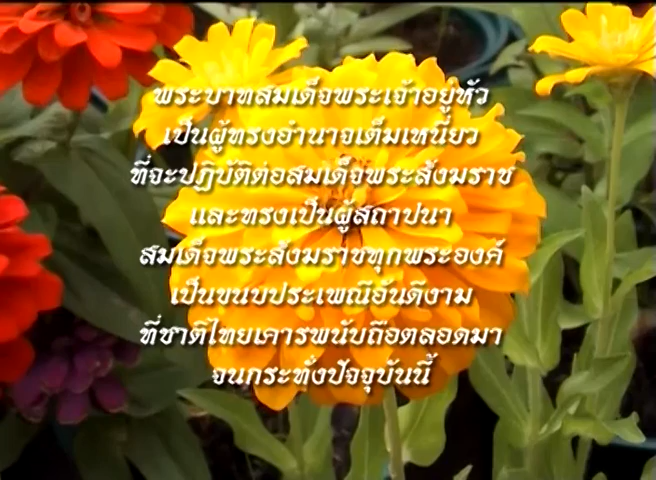 พระบาทสมเด็จพระเจ้าอยู่หัว
เป็นผู้ทรงอำนาจเต็มเหนี่ยว
ที่จะปฏิบัติต่อสมเด็จพระสังฆราช
และทรงเป็นผู้สถาปนา
สมเด็จพระสังฆราชทุกพระองค์
เป็นขนบประเพณีอันดีงาม
ที่ชาติไทยเคารพนับถือตลอดมา
จนกระทั่งปัจจุบันนี้